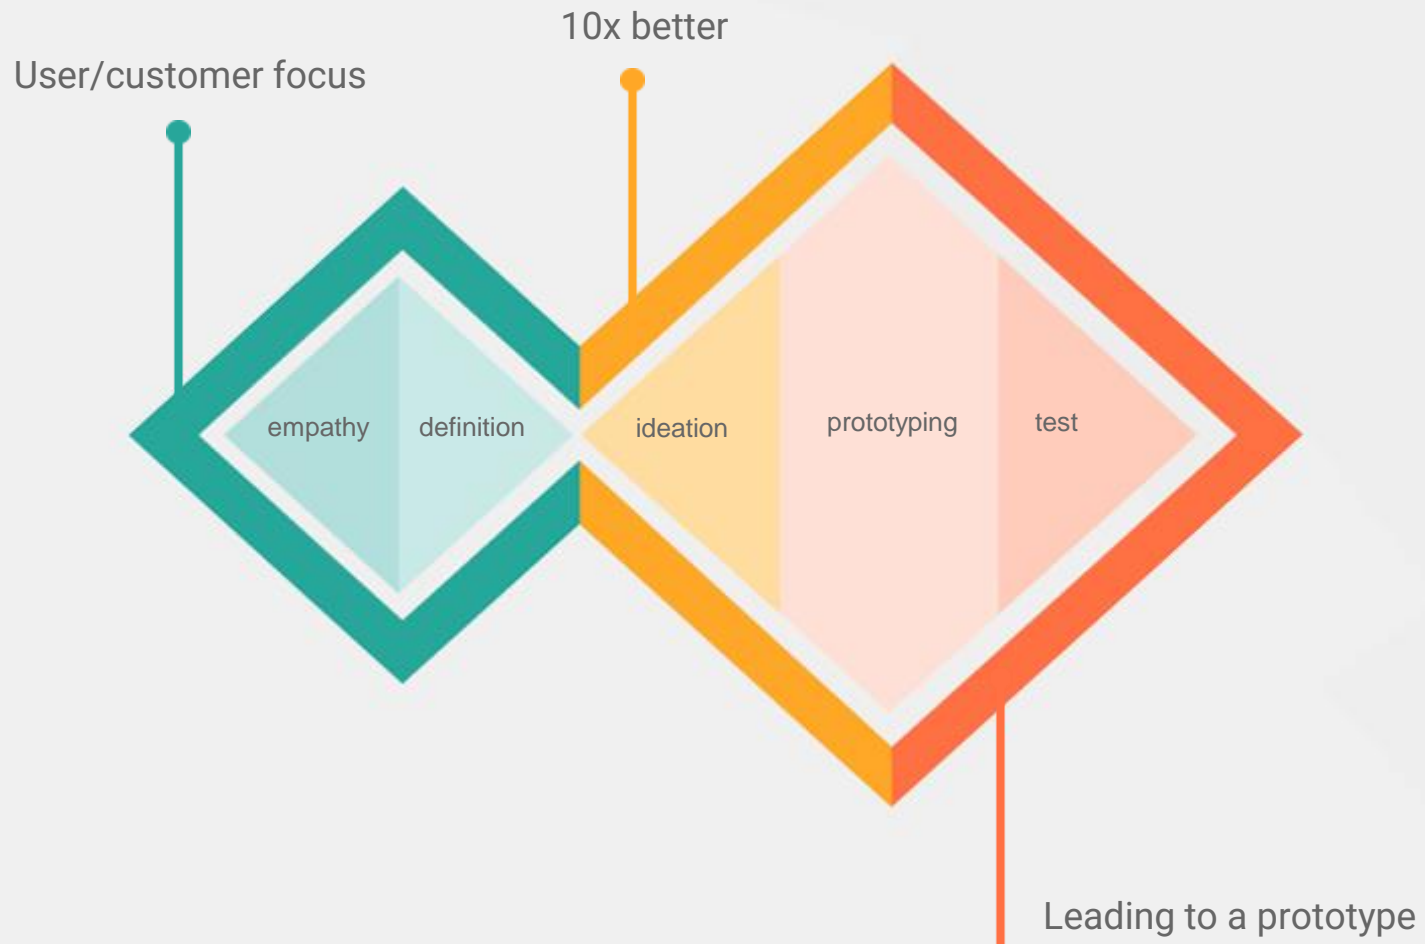 10x better
User/customer focus
empathy
definition
ideation
prototyping
test
Leading to a prototype